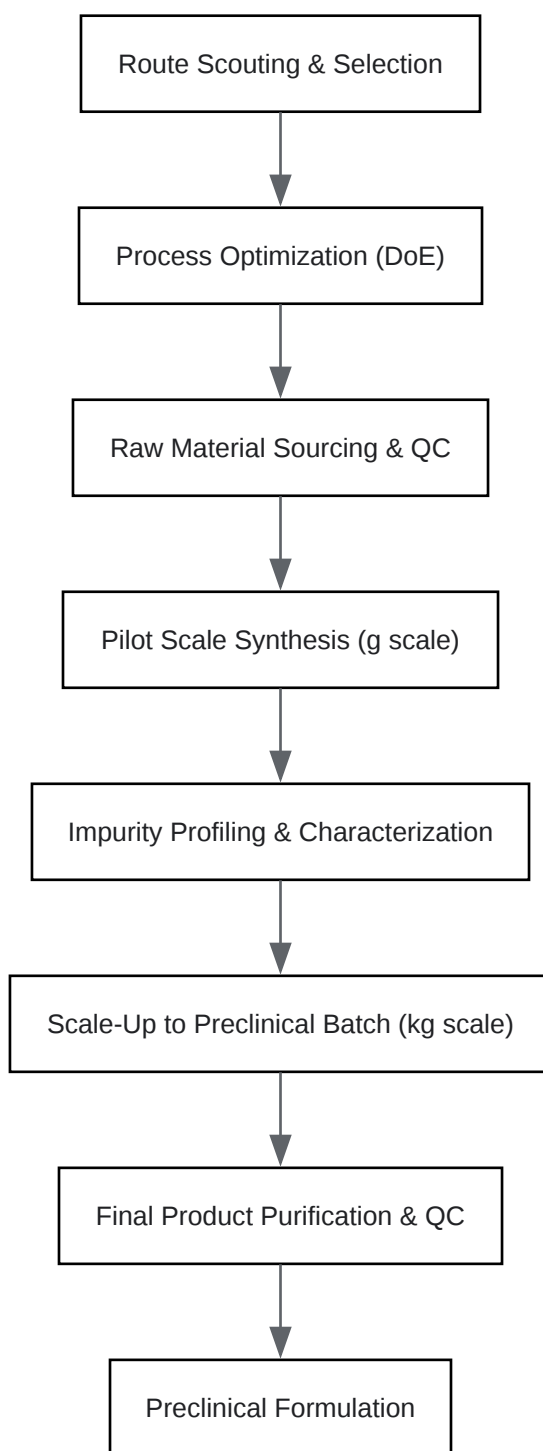 Route Scouting & Selection
Process Optimization (DoE)
Raw Material Sourcing & QC
Pilot Scale Synthesis (g scale)
Impurity Profiling & Characterization
Scale-Up to Preclinical Batch (kg scale)
Final Product Purification & QC
Preclinical Formulation